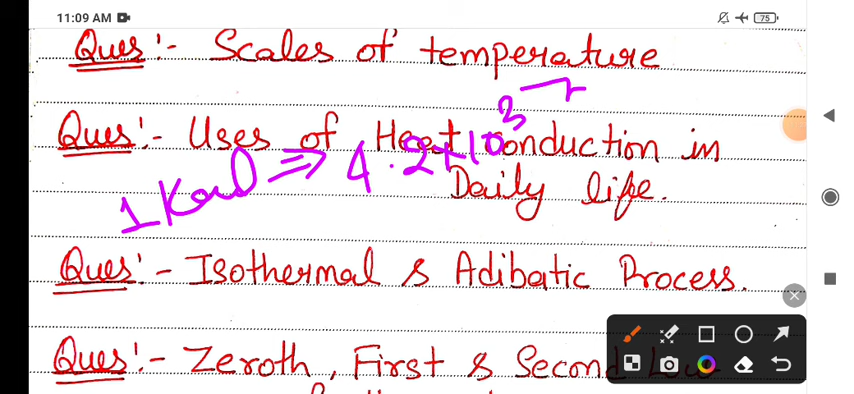 11:09 AM
75
Ques:- Scales of temperature
Ques:- Uses of Heat conduction in
Daily life.
1 Kcal ⇒ 4.2×10³ J
Ques:- Isothermal & Adibatic Process.
Ques:- Zeroth, First & Second Law